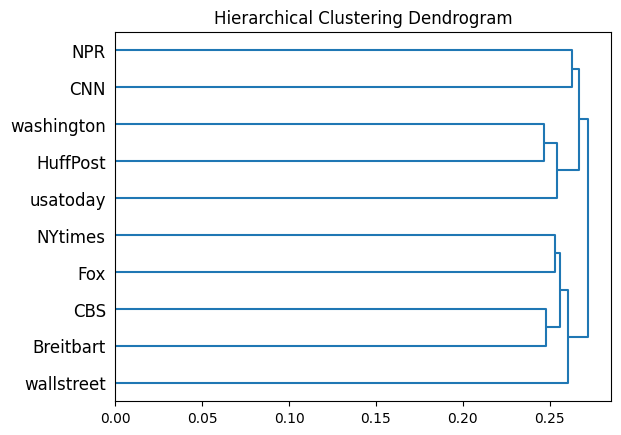 Hierarchical Clustering Dendrogram
NPR
CNN
washington
HuffPost
usatoday
NYtimes
Fox
CBS
Breitbart
wallstreet
0.00 0.05 0.10 0.15 0.20 0.25